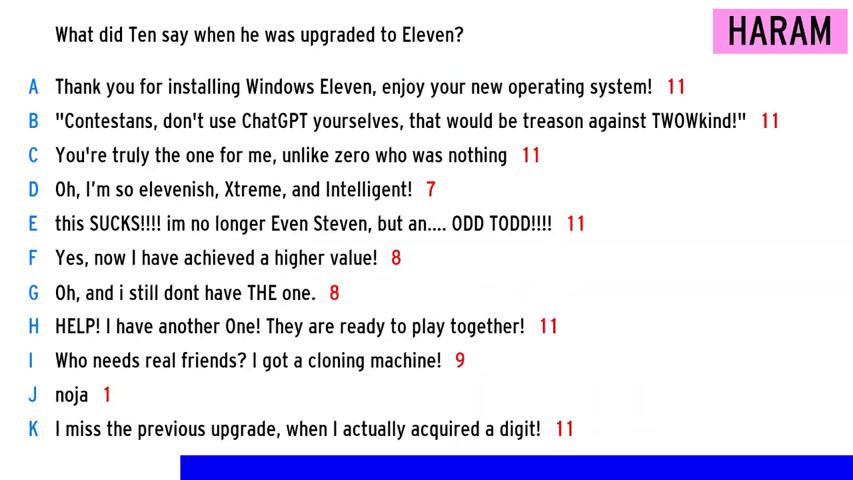 What did Ten say when he was upgraded to Eleven?
HARAM
A Thank you for installing Windows Eleven, enjoy your new operating system! 11
B "Contestans, don't use ChatGPT yourselves, that would be treason against TWOWkind!" 11
C You're truly the one for me, unlike zero who was nothing 11
D Oh, I'm so elevenish, Xtreme, and Intelligent! 7
E this SUCKS!!!! im no longer Even Steven, but an.... ODD TODD!!!! 11
F Yes, now I have achieved a higher value! 8
G Oh, and i still dont have THE one. 8
H HELP! I have another One! They are ready to play together! 11
I Who needs real friends? I got a cloning machine! 9
J noja 1
K I miss the previous upgrade, when I actually acquired a digit! 11